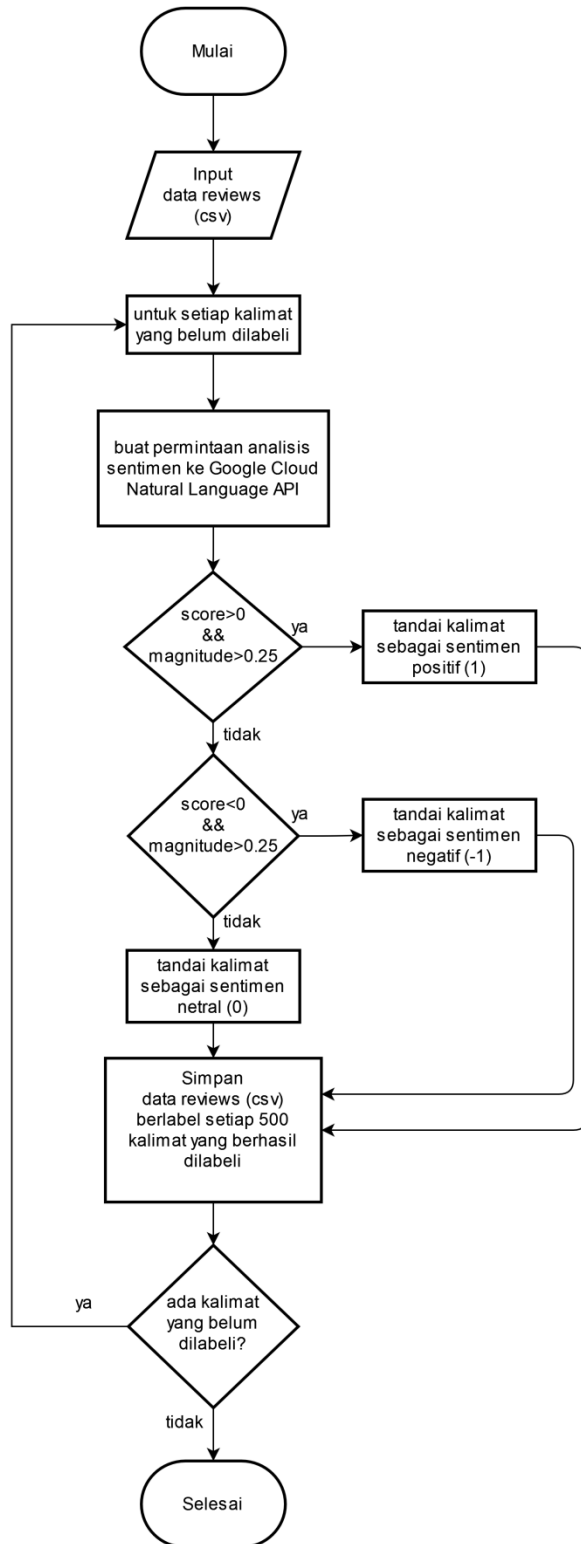 Mulai
Input
data reviews
(csv)
untuk setiap kalimat
yang belum dilabeli
buat permintaan analisis
sentimen ke Google Cloud
Natural Language API
score>0
&&
magnitude>0.25
ya
tandai kalimat
sebagai sentimen
positif (1)
tidak
score<0
&&
magnitude>0.25
ya
tandai kalimat
sebagai sentimen
negatif (-1)
tidak
tandai kalimat
sebagai sentimen
netral (0)
Simpan
data reviews (csv)
berlabel setiap 500
kalimat yang berhasil
dilabeli
ada kalimat
yang belum
dilabeli?
ya
tidak
Selesai